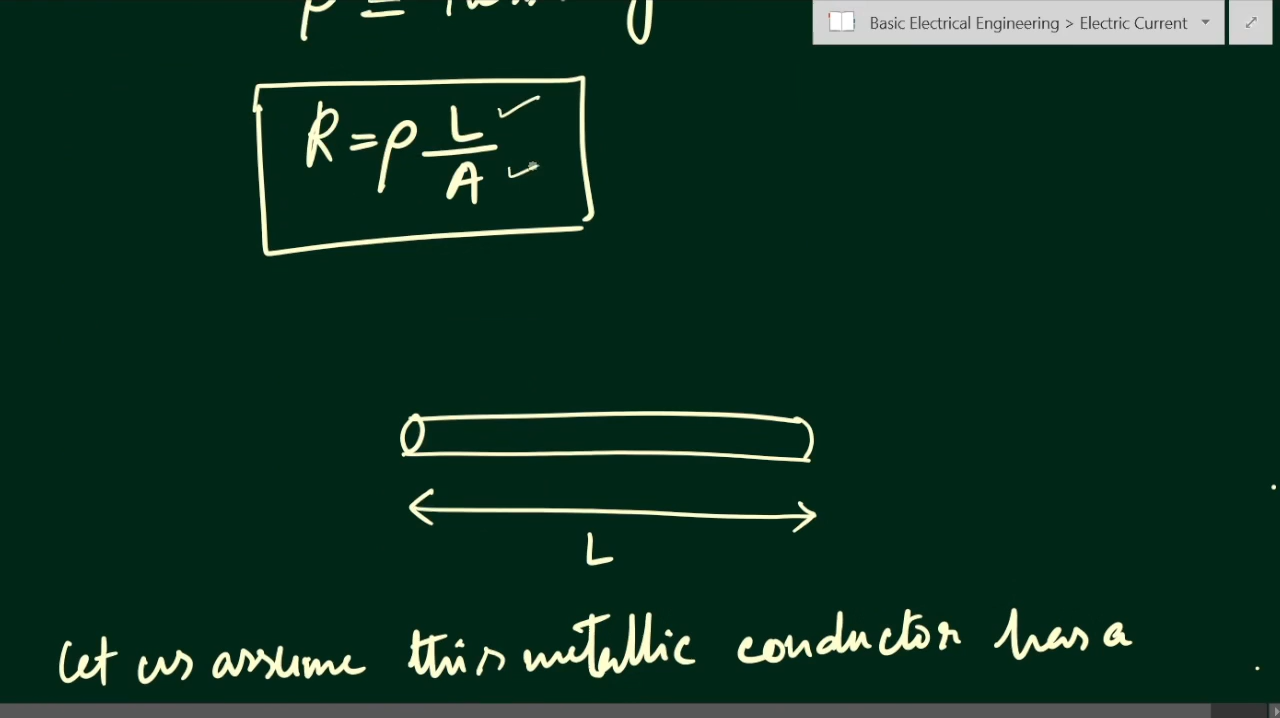 Basic Electrical Engineering > Electric Current
R = ρ L/A
L
Let us assume this metallic conductor has a